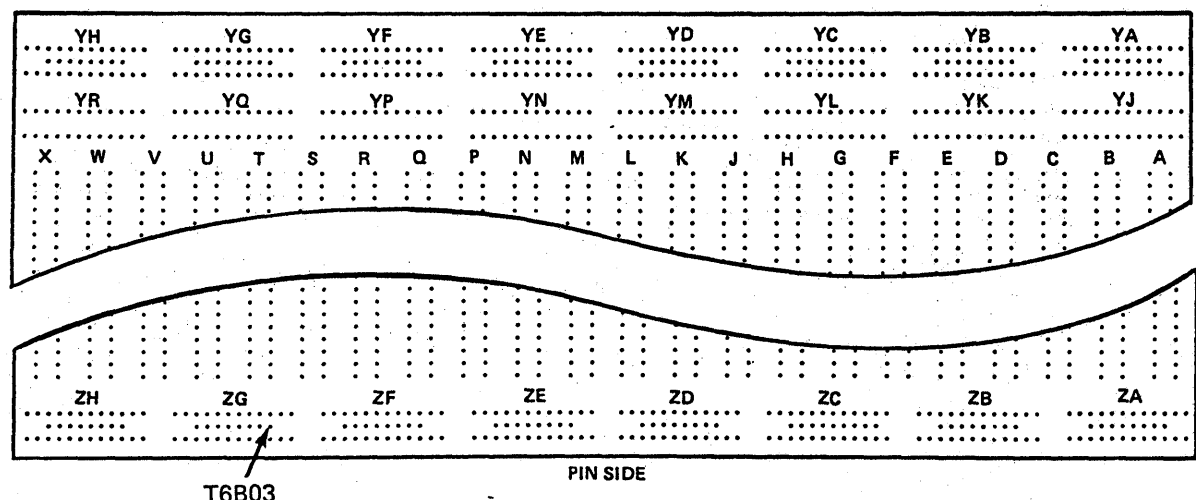 YH YG YF YE YD YC YB YA
YR YQ YP YN YM YL YK YJ
X W V U T S R Q P N M L K J H G F E D C B A
ZH ZG ZF ZE ZD ZC ZB ZA
PIN SIDE
T6B03